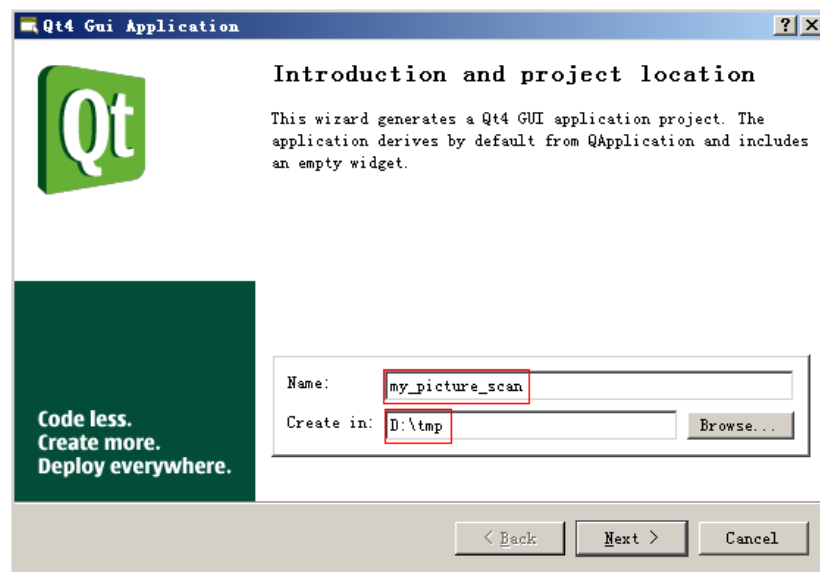 Qt4 Gui Application
Qt
Introduction and project location
This wizard generates a Qt4 GUI application project. The
application derives by default from QApplication and includes
an empty widget.
Name: my_picture_scan
Create in: D:\tmp Browse...
Code less.
Create more.
Deploy everywhere.
< Back Next > Cancel